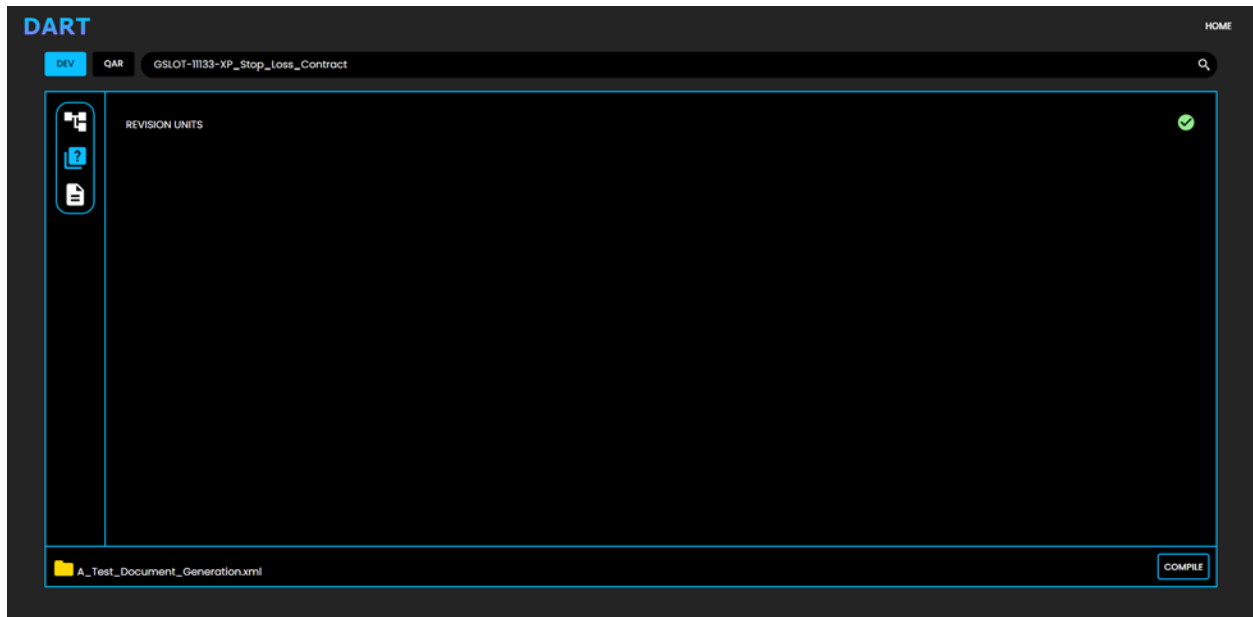 DART
HOME
DEV
QAR
GSLOT-11133-XP_Stop_Loss_Contract
REVISION UNITS
?
A_Test_Document_Generation.xml
COMPILE